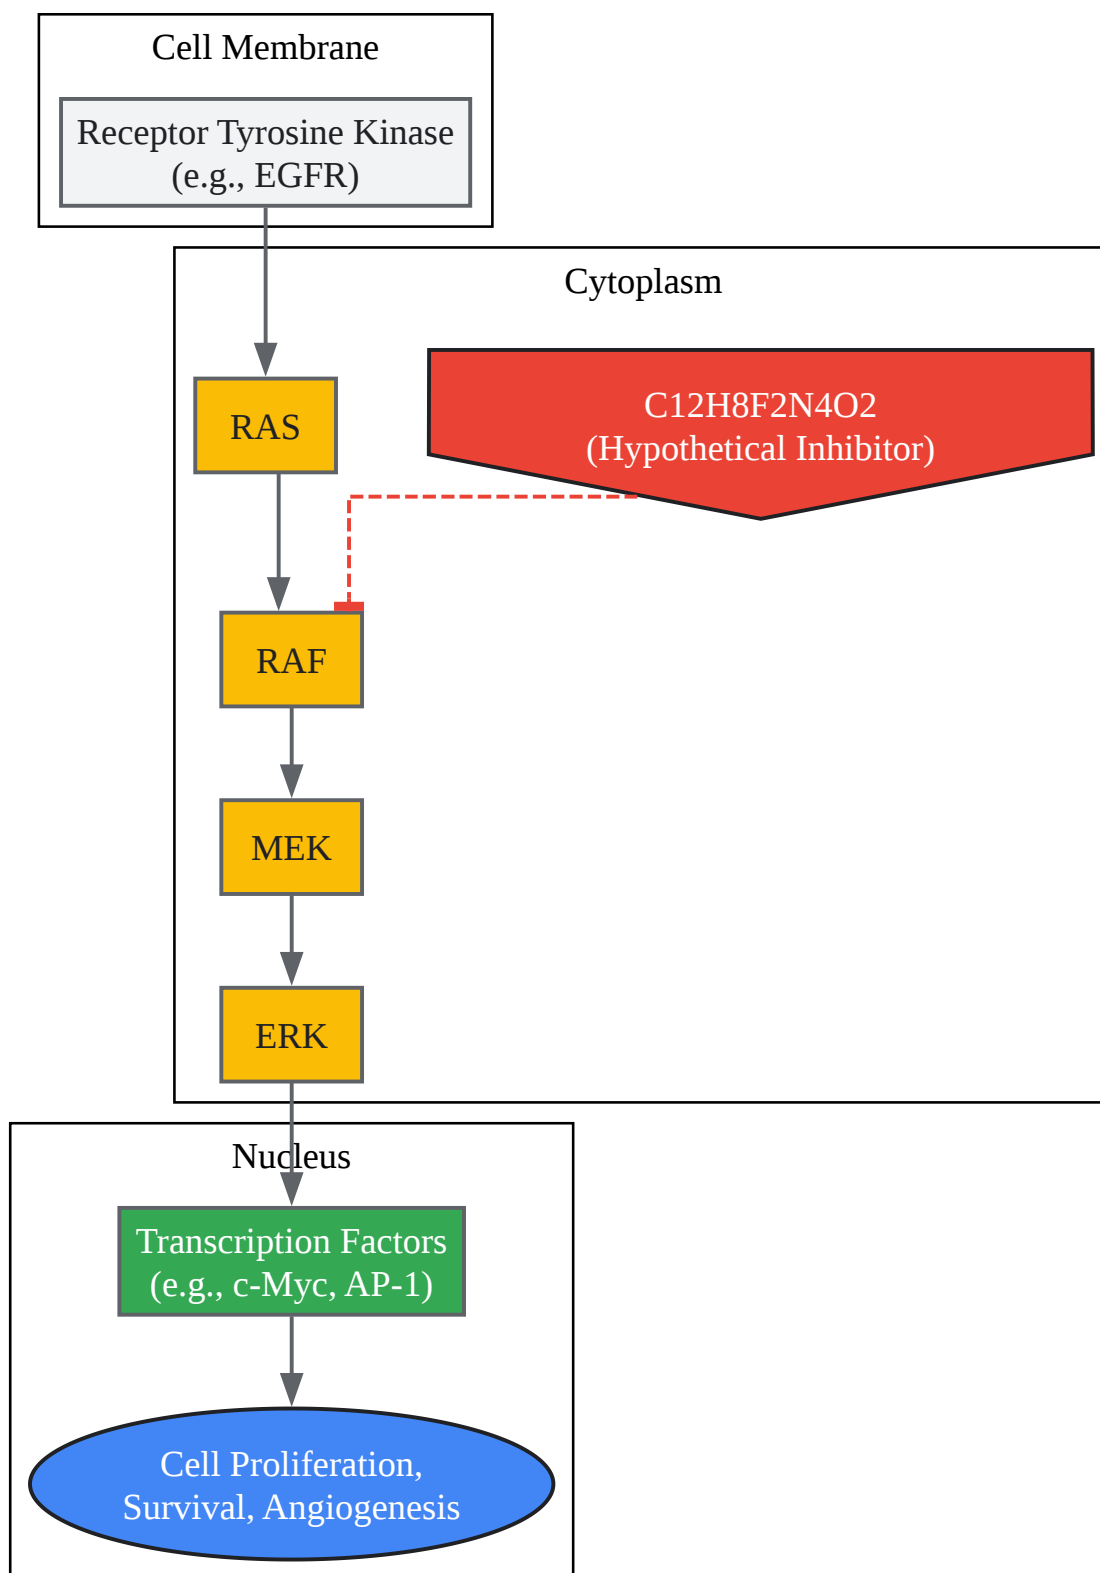 Cell Membrane
Receptor Tyrosine Kinase
(e.g., EGFR)
Cytoplasm
C12H8F2N4O2
(Hypothetical Inhibitor)
RAS
RAF
MEK
ERK
Nucleus
Transcription Factors
(e.g., c-Myc, AP-1)
Cell Proliferation,
Survival, Angiogenesis